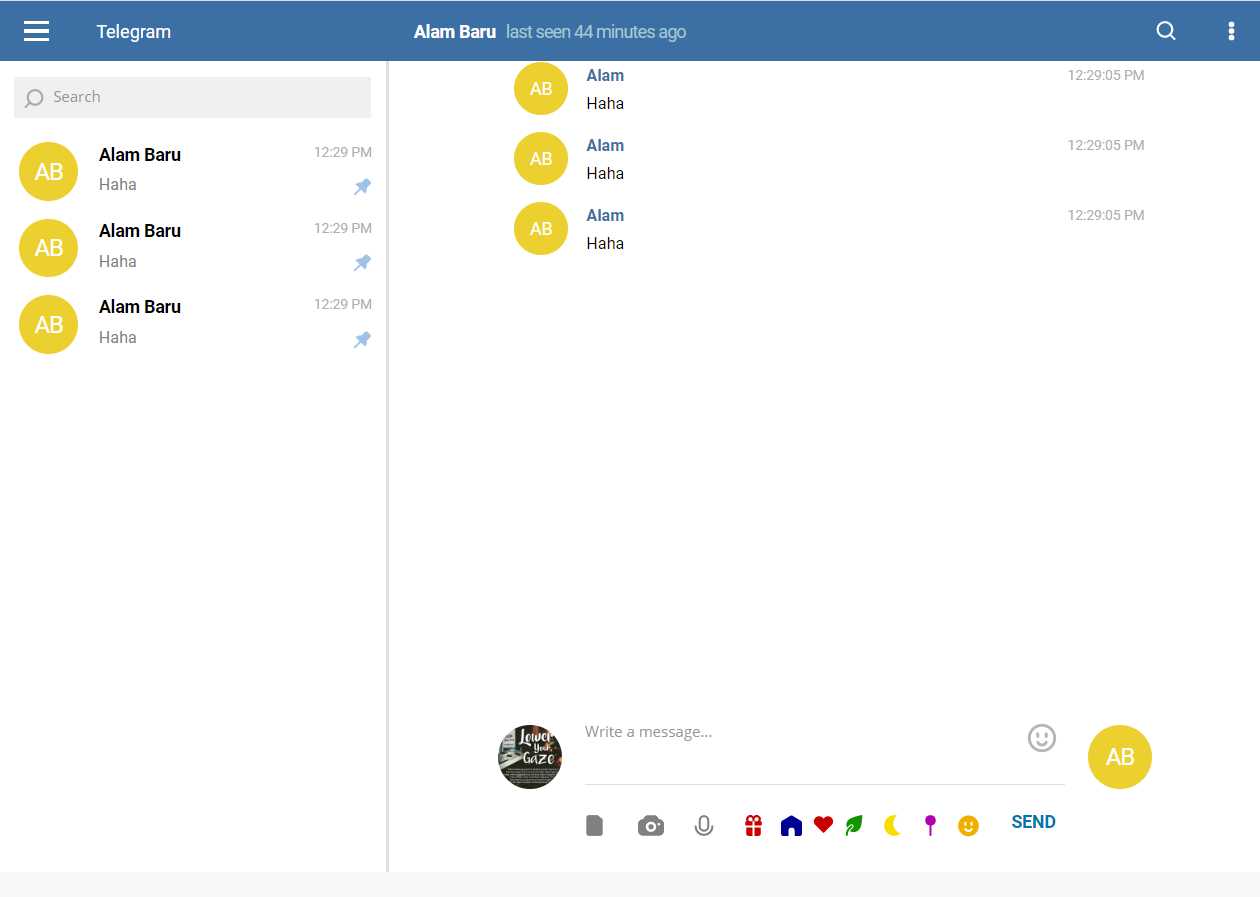 Telegram
Alam Baru last seen 44 minutes ago
Search
AB
Alam Baru
12:29 PM
Haha
AB
Alam Baru
12:29 PM
Haha
AB
Alam Baru
12:29 PM
Haha
AB
Alam
12:29:05 PM
Haha
AB
Alam
12:29:05 PM
Haha
AB
Alam
12:29:05 PM
Haha
Lower
Your
Gaze
Write a message...
AB
SEND